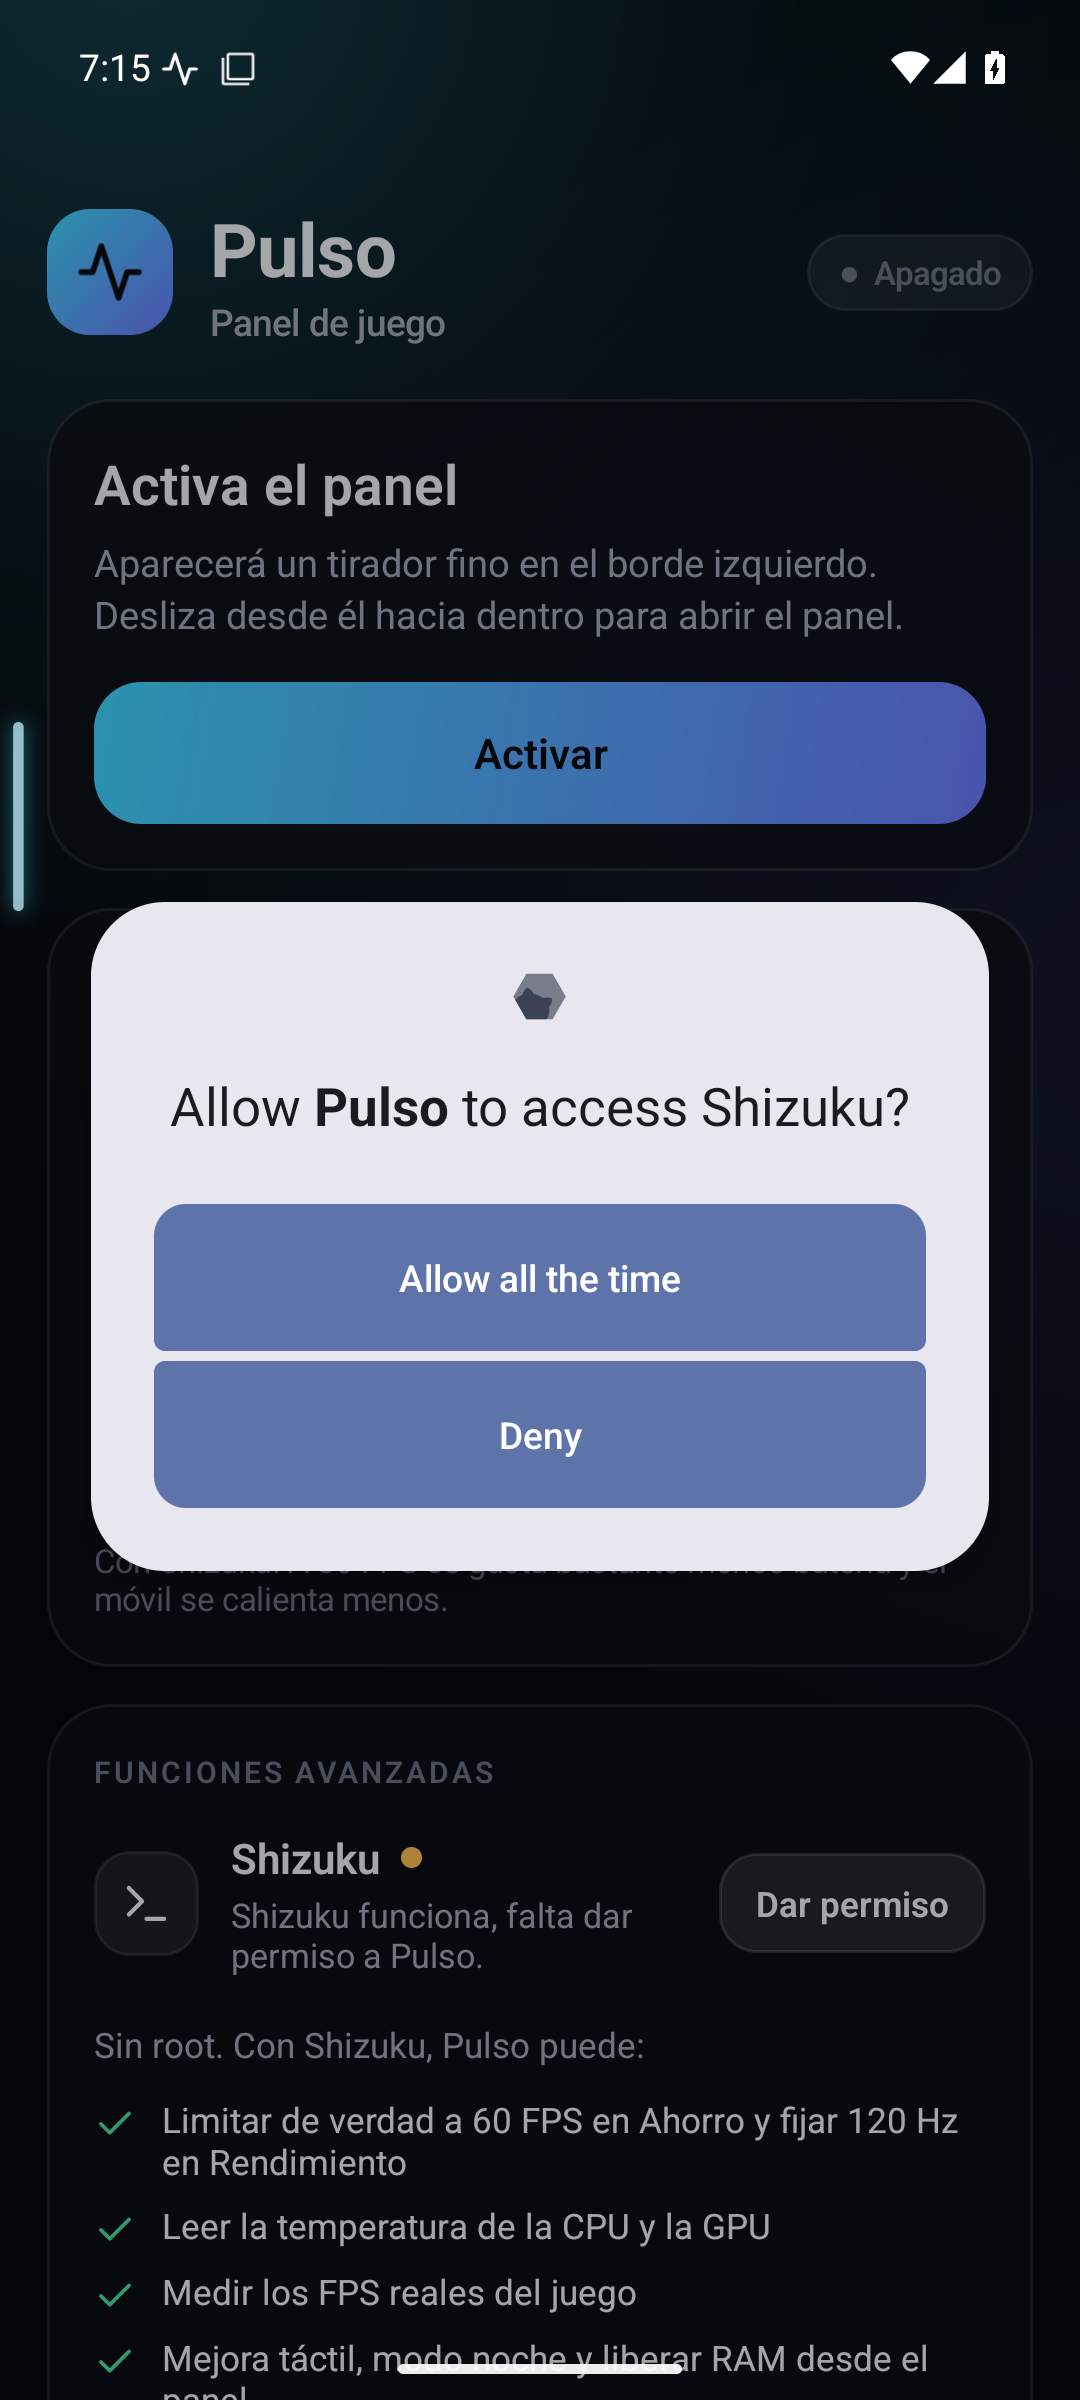 7:15
Pulso
Panel de juego
Apagado
Activa el panel
Aparecerá un tirador fino en el borde izquierdo.
Desliza desde él hacia dentro para abrir el panel.
Activar
Allow Pulso to access Shizuku?
Allow all the time
Deny
móvil se calienta menos.
FUNCIONES AVANZADAS
Shizuku
Shizuku funciona, falta dar
permiso a Pulso.
Dar permiso
Sin root. Con Shizuku, Pulso puede:
Limitar de verdad a 60 FPS en Ahorro y fijar 120 Hz
en Rendimiento
Leer la temperatura de la CPU y la GPU
Medir los FPS reales del juego
Mejora táctil, modo noche y liberar RAM desde el
panel